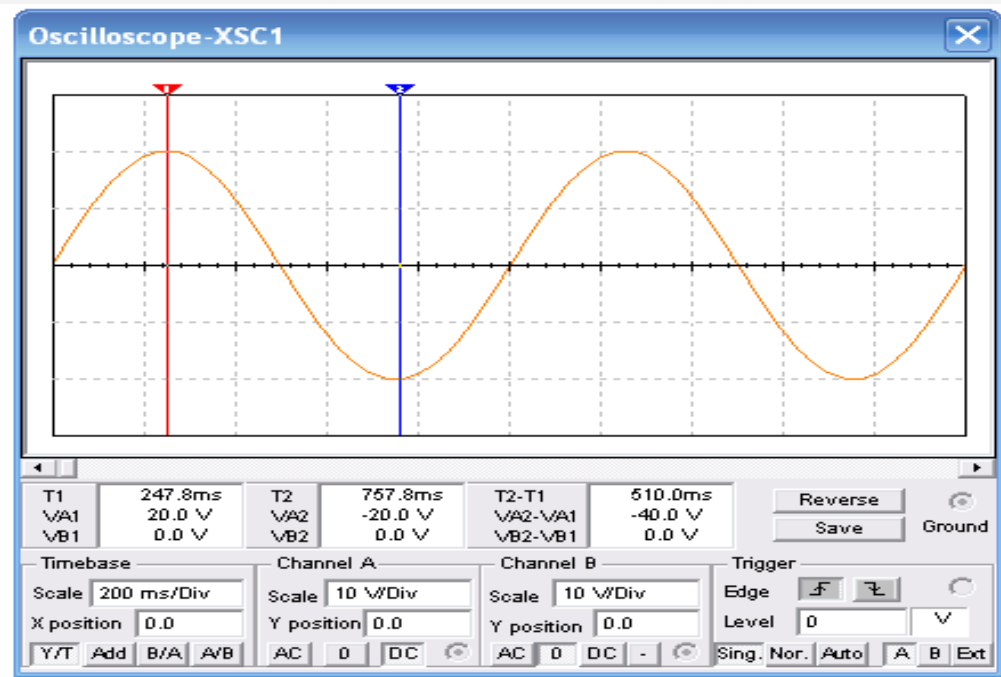 Oscilloscope-XSC1
1 2
T1 247.8ms T2 757.8ms T2-T1 510.0ms Reverse
VA1 20.0 V VA2 -20.0 V VA2-VA1 -40.0 V Save Ground
VB1 0.0 V VB2 0.0 V VB2-VB1 0.0 V
Timebase Channel A Channel B Trigger
Scale 200 ms/Div Scale 10 V/Div Scale 10 V/Div Edge
X position 0.0 Y position 0.0 Y position 0.0 Level 0 V
Y/T Add B/A A/B AC 0 DC AC 0 DC - Sing. Nor. Auto A B Ext